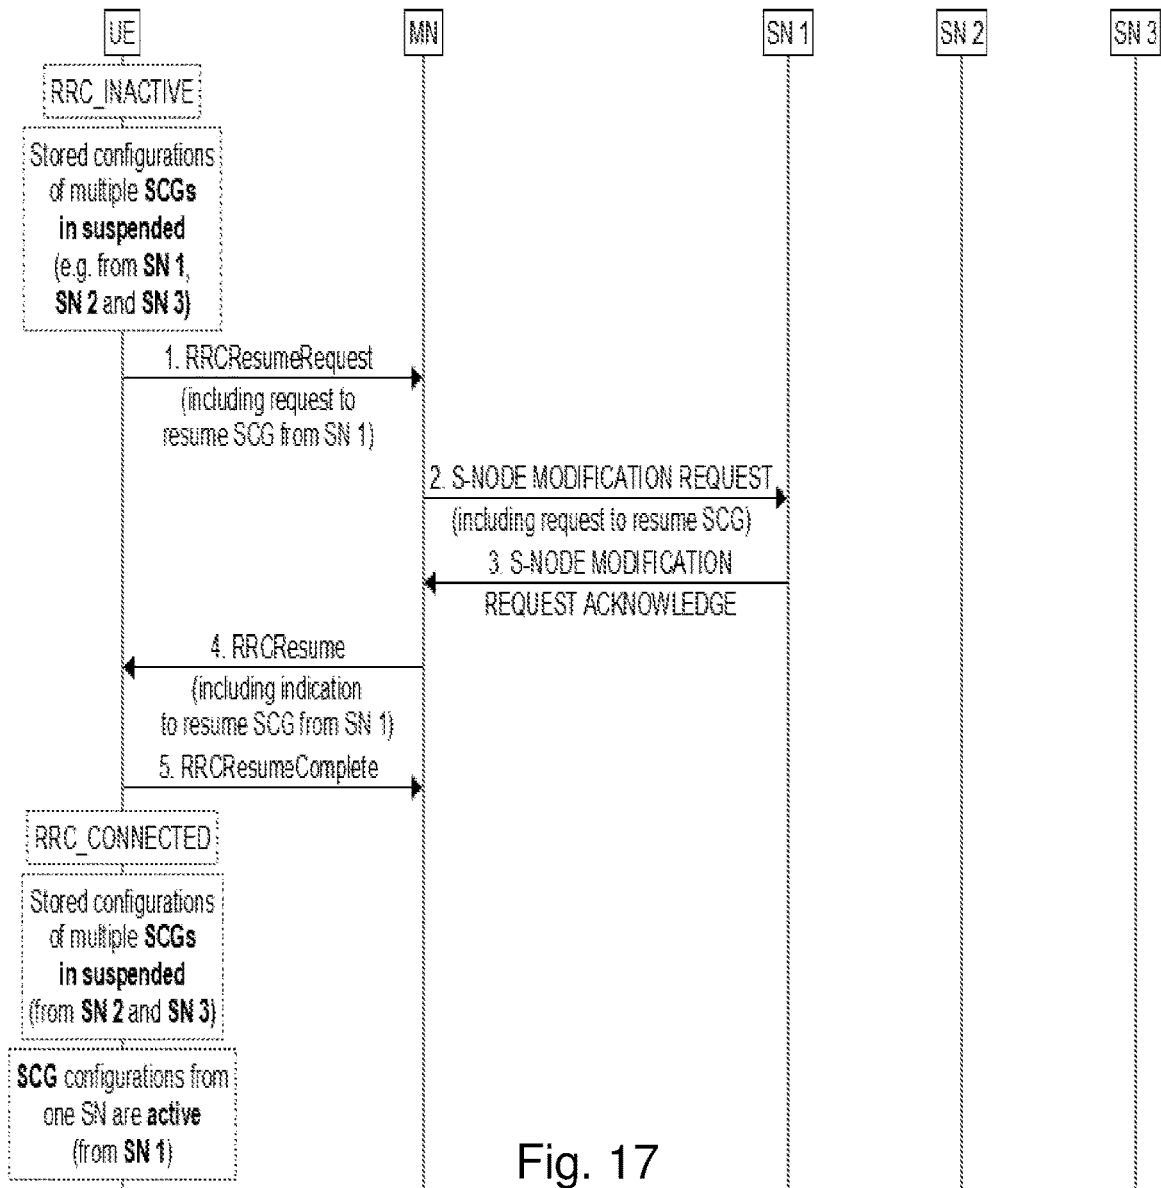 UE
MN
SN 1
SN 2
SN 3
RRC_INACTIVE
Stored configurations
of multiple SCGs
in suspended
(e.g. from SN 1,
SN 2 and SN 3)
1. RRCResumeRequest
(including request to
resume SCG from SN 1)
2. S-NODE MODIFICATION REQUEST
(including request to resume SCG)
3. S-NODE MODIFICATION
REQUEST ACKNOWLEDGE
4. RRCResume
(including indication
to resume SCG from SN 1)
5. RRCResumeComplete
RRC_CONNECTED
Stored configurations
of multiple SCGs
in suspended
(from SN 2 and SN 3)
SCG configurations from
one SN are active
(from SN 1)
Fig. 17